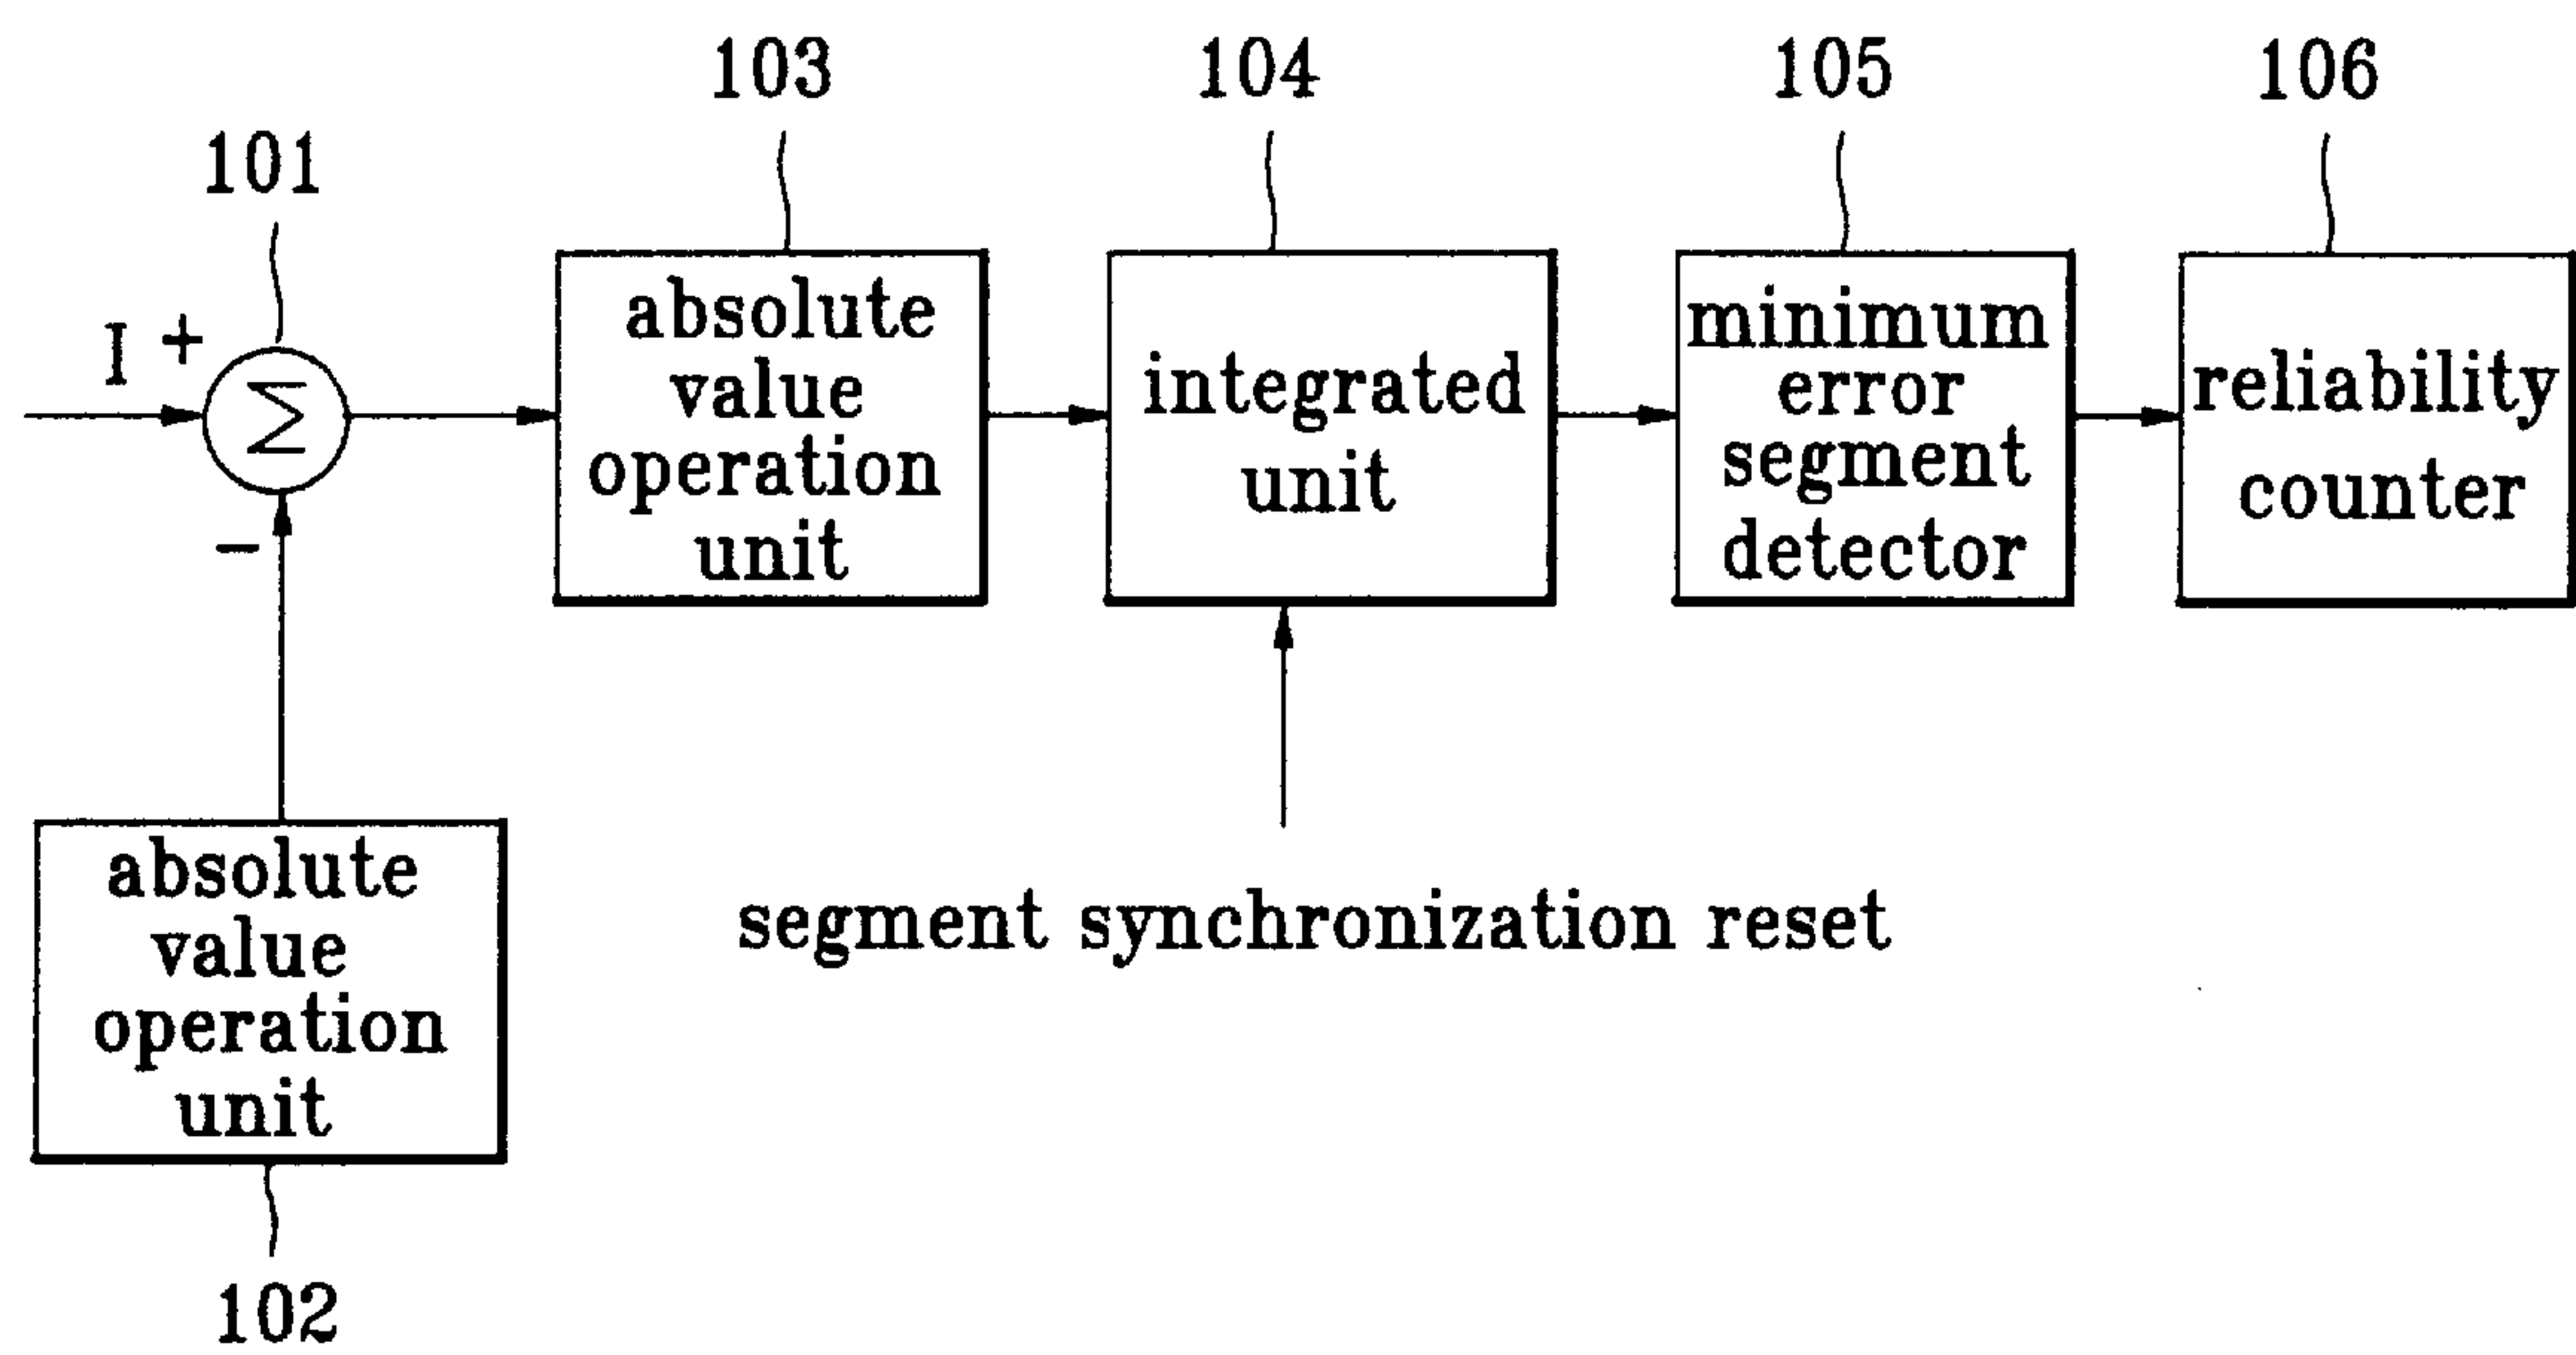 103
104
105
106
101
I +
Σ
−
absolute
value
operation
unit
integrated
unit
minimum
error
segment
detector
reliability
counter
absolute
value
operation
unit
segment synchronization reset
102